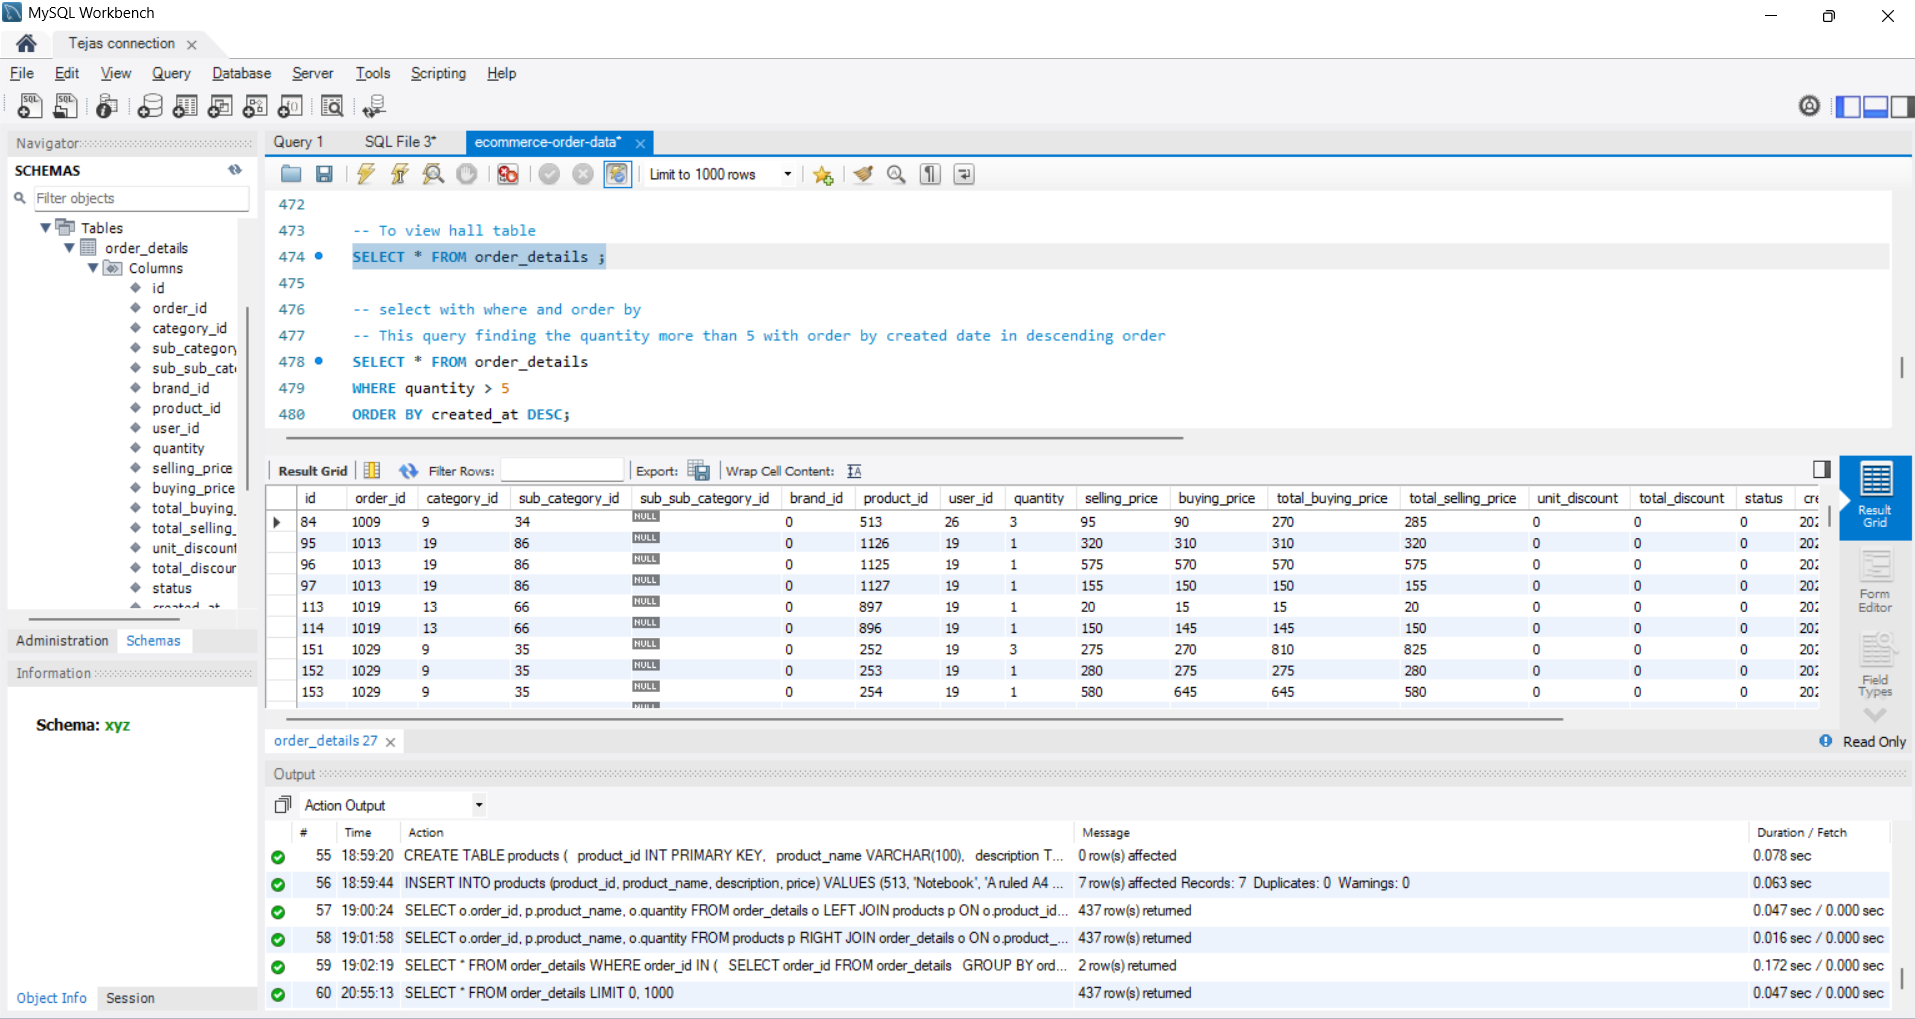 MySQL Workbench
Tejas connection
File Edit View Query Database Server Tools Scripting Help
Navigator
SCHEMAS
Filter objects
Tables
order_details
Columns
id
order_id
category_id
sub_category
sub_sub_cat
brand_id
product_id
user_id
quantity
selling_price
buying_price
total_buying_
total_selling_
unit_discount
total_discour
status
created_at
Administration Schemas
Information
Schema: xyz
Object Info Session
Query 1 SQL File 3* ecommerce-order-data*
Limit to 1000 rows
472
473 -- To view hall table
474 SELECT * FROM order_details ;
475
476 -- select with where and order by
477 -- This query finding the quantity more than 5 with order by created date in descending order
478 SELECT * FROM order_details
479 WHERE quantity > 5
480 ORDER BY created_at DESC;
Result Grid Filter Rows: Export: Wrap Cell Content:
id order_id category_id sub_category_id sub_sub_category_id brand_id product_id user_id quantity selling_price buying_price total_buying_price total_selling_price unit_discount total_discount status cre
84 1009 9 34 NULL 0 513 26 3 95 90 270 285 0 0 0 202
95 1013 19 86 NULL 0 1126 19 1 320 310 310 320 0 0 0 202
96 1013 19 86 NULL 0 1125 19 1 575 570 570 575 0 0 0 202
97 1013 19 86 NULL 0 1127 19 1 155 150 150 155 0 0 0 202
113 1019 13 66 NULL 0 897 19 1 20 15 15 20 0 0 0 202
114 1019 13 66 NULL 0 896 19 1 150 145 145 150 0 0 0 202
151 1029 9 35 NULL 0 252 19 3 275 270 810 825 0 0 0 202
152 1029 9 35 NULL 0 253 19 1 280 275 275 280 0 0 0 202
153 1029 9 35 NULL 0 254 19 1 580 645 645 580 0 0 0 202
NULL
Result
Grid
Form
Editor
Field
Types
order_details 27
Read Only
Output
Action Output
# Time Action Message Duration / Fetch
55 18:59:20 CREATE TABLE products ( product_id INT PRIMARY KEY, product_name VARCHAR(100), description T... 0 row(s) affected 0.078 sec
56 18:59:44 INSERT INTO products (product_id, product_name, description, price) VALUES (513, 'Notebook', 'A ruled A4 ... 7 row(s) affected Records: 7 Duplicates: 0 Warnings: 0 0.063 sec
57 19:00:24 SELECT o.order_id, p.product_name, o.quantity FROM order_details o LEFT JOIN products p ON o.product_id... 437 row(s) returned 0.047 sec / 0.000 sec
58 19:01:58 SELECT o.order_id, p.product_name, o.quantity FROM products p RIGHT JOIN order_details o ON o.product_... 437 row(s) returned 0.016 sec / 0.000 sec
59 19:02:19 SELECT * FROM order_details WHERE order_id IN ( SELECT order_id FROM order_details GROUP BY ord... 2 row(s) returned 0.172 sec / 0.000 sec
60 20:55:13 SELECT * FROM order_details LIMIT 0, 1000 437 row(s) returned 0.047 sec / 0.000 sec